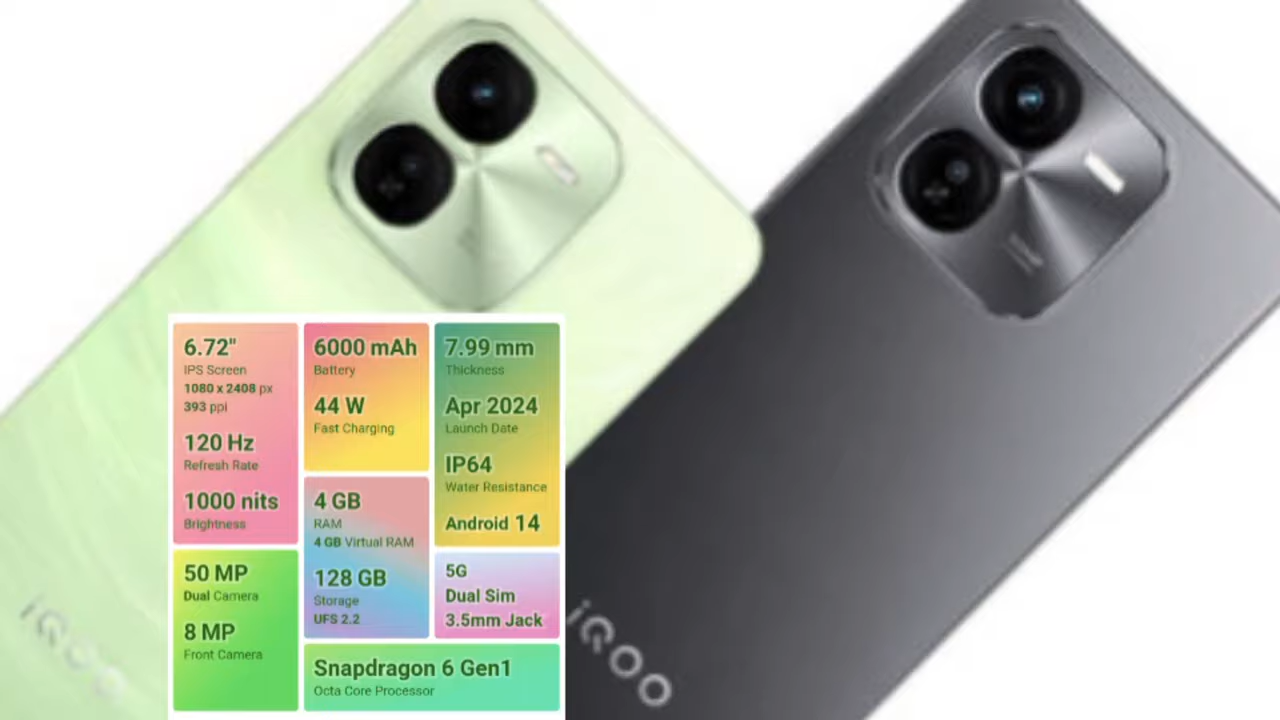 6.72"
IPS Screen
1080 x 2408 px
393 ppi
120 Hz
Refresh Rate
1000 nits
Brightness
50 MP
Dual Camera
8 MP
Front Camera
6000 mAh
Battery
44 W
Fast Charging
4 GB
RAM
4 GB Virtual RAM
128 GB
Storage
UFS 2.2
7.99 mm
Thickness
Apr 2024
Launch Date
IP64
Water Resistance
Android 14
5G
Dual Sim
3.5mm Jack
Snapdragon 6 Gen1
Octa Core Processor
iQOO
iQOO